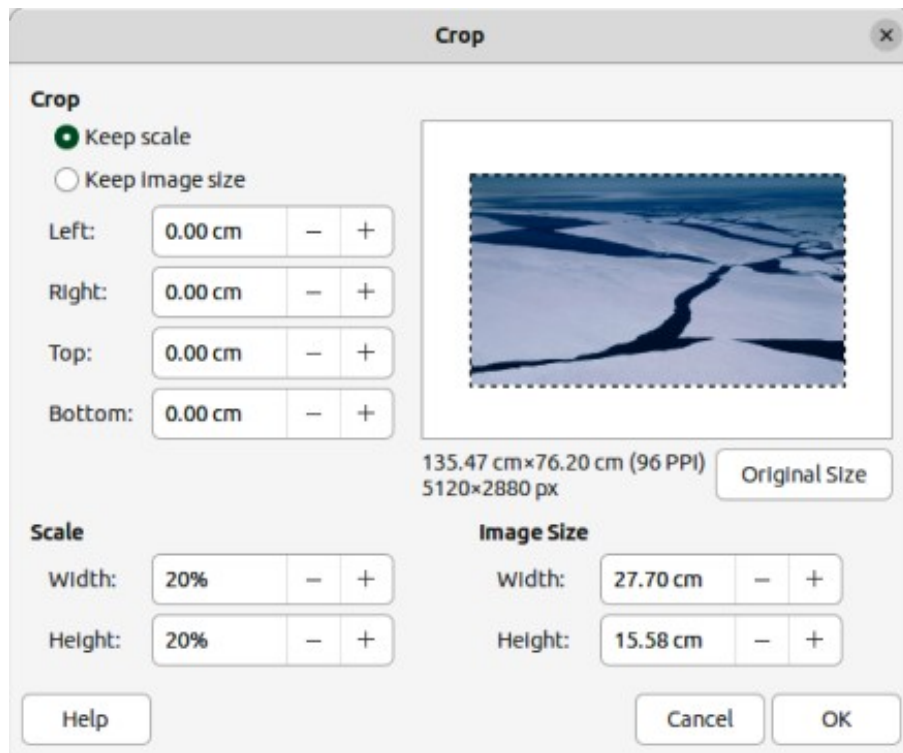 Crop
Crop
Keep scale
Keep Image size
Left: 0.00 cm
Right: 0.00 cm
Top: 0.00 cm
Bottom: 0.00 cm
135.47 cm×76.20 cm (96 PPI)
5120×2880 px
Original Size
Scale
Width: 20%
Height: 20%
Image Size
Width: 27.70 cm
Height: 15.58 cm
Help
Cancel
OK